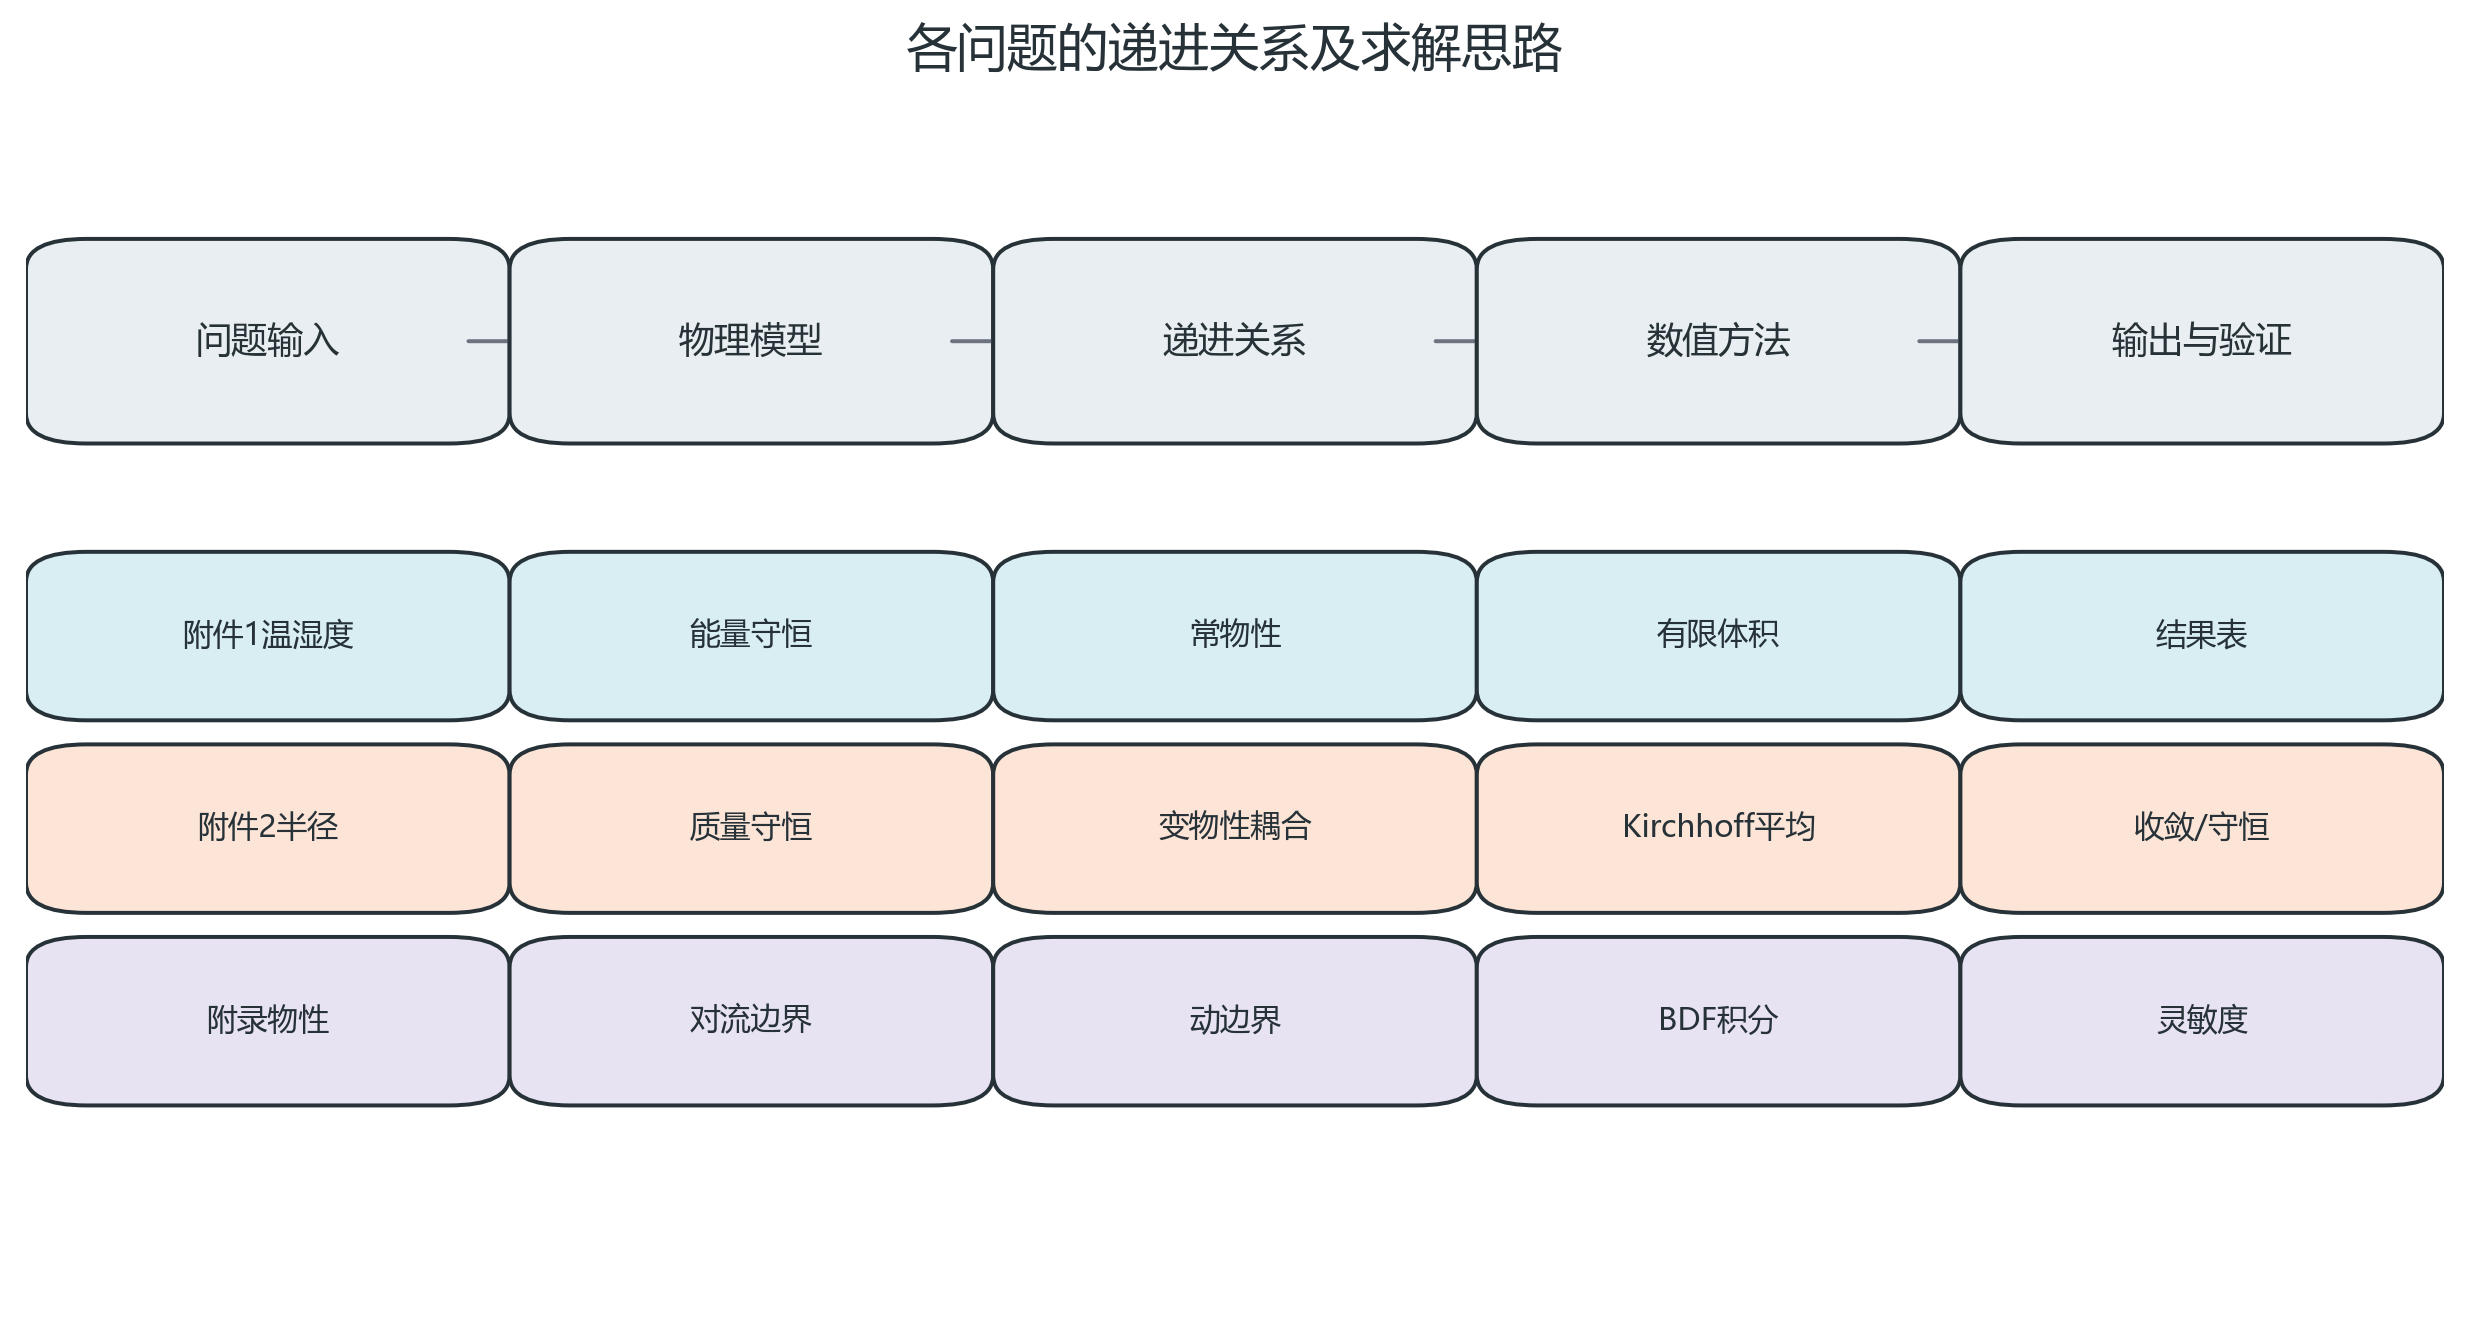 各问题的递进关系及求解思路
问题输入
物理模型
递进关系
数值方法
输出与验证
附件1温湿度
能量守恒
常物性
有限体积
结果表
附件2半径
质量守恒
变物性耦合
Kirchhoff平均
收敛/守恒
附录物性
对流边界
动边界
BDF积分
灵敏度